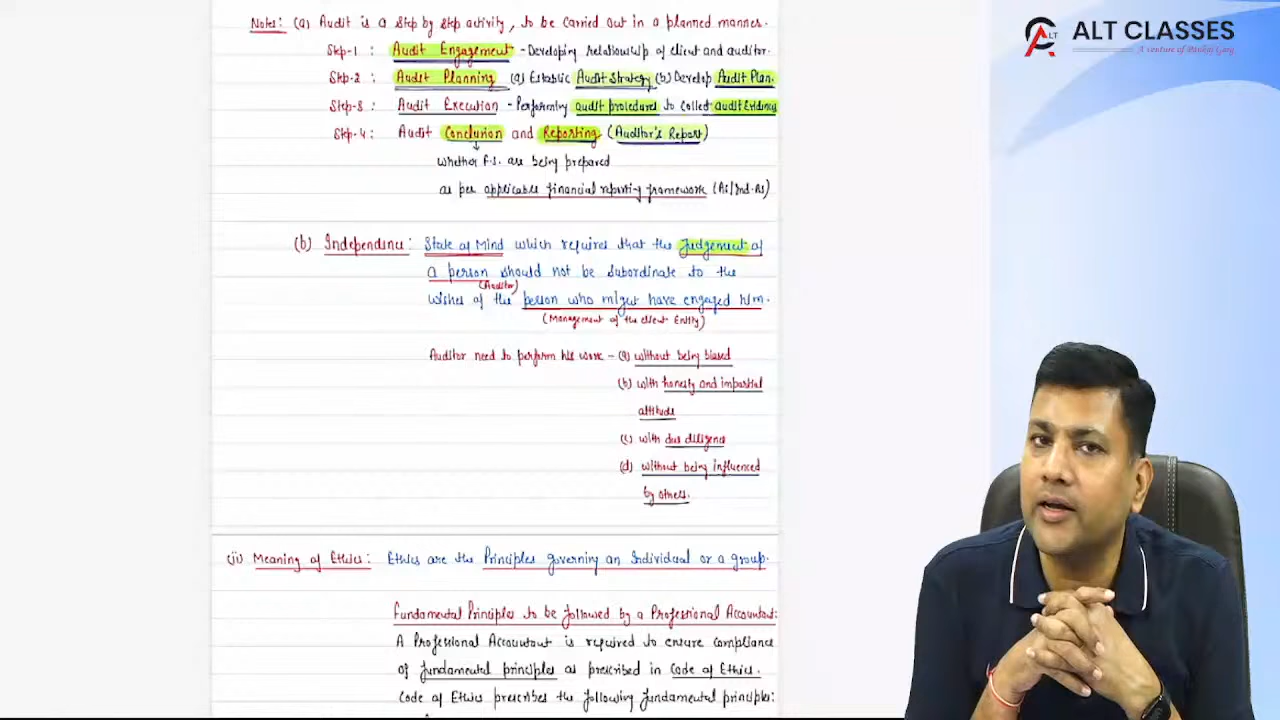 Notes: (a) Audit is a step by step activity, to be carried out in a planned manner.
Step-1 : Audit Engagement - Developing relationship of client and auditor.
Step-2 : Audit Planning (a) Establic Audit Strategy (b) Develop Audit Plan.
Step-3 : Audit Execution - Performing audit procedures to collect audit Evidence
Step-4 : Audit Conclusion and Reporting (Auditor's Report)
whether F.S. are being prepared
as per applicable financial reporting framework (AS/Ind-AS)
(b) Independence: State of Mind which requires that the judgement of
a person should not be subordinate to the
(Auditor)
wishes of the person who might have engaged him.
(Management of the client Entity)
Auditor need to perform his work - (a) without being biased
(b) with honesty and impartial
attitude
(c) with due diligence
(d) without being influenced
by others.
(ii) Meaning of Ethics: Ethics are the Principles governing an Individual or a group.
Fundamental Principles to be followed by a Professional Accountant:
A Professional Accountant is required to ensure compliance
of fundamental principles as prescribed in Code of Ethics.
Code of Ethics prescribes the following fundamental principles:
ALT
ALT CLASSES
A venture of Pankaj Garg